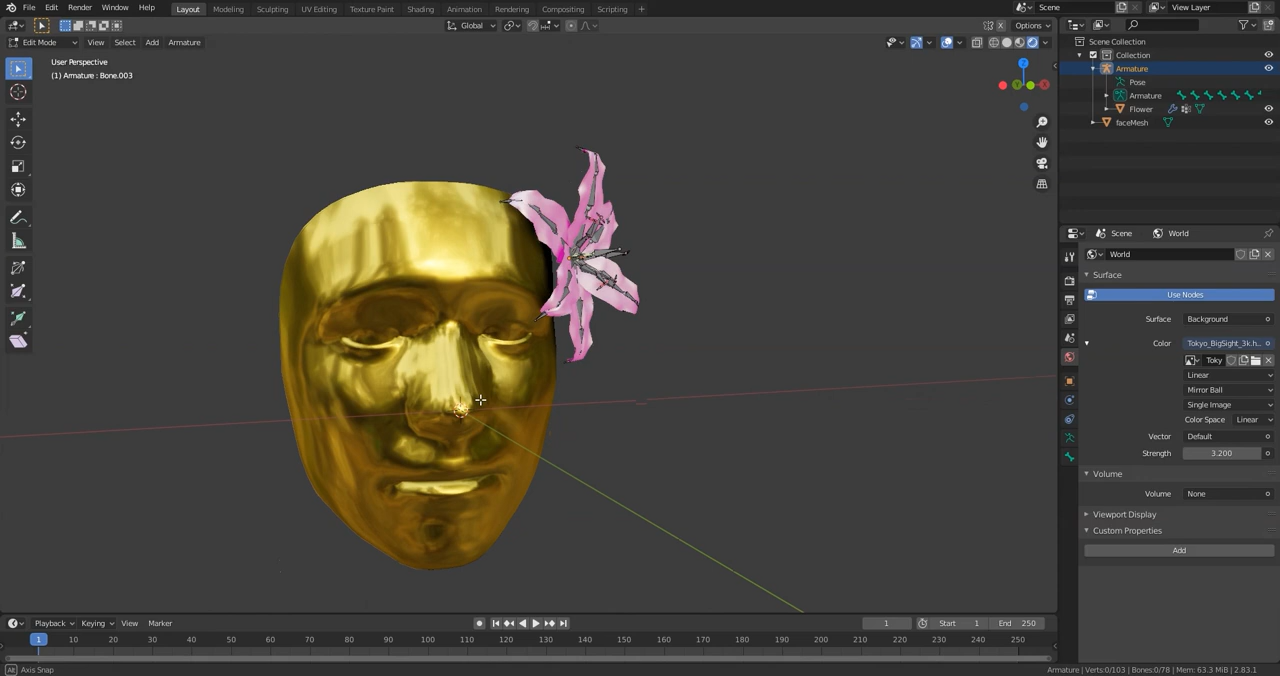 File Edit Render Window Help Layout Modeling Sculpting UV Editing Texture Paint Shading Animation Rendering Compositing Scripting + Scene View Layer
Global Options
Edit Mode View Select Add Armature
User Perspective
(1) Armature : Bone.003
Z
Y
X
Scene Collection
Collection
Armature
Pose
Armature
Flower
faceMesh
Scene World
World
Surface
Use Nodes
Surface Background
Color Tokyo_BigSight_3k.h...
Toky
Linear
Mirror Ball
Single Image
Color Space Linear
Vector Default
Strength 3.200
Volume
Volume None
Viewport Display
Custom Properties
Add
Playback Keying View Marker 1 Start 1 End 250
1 10 20 30 40 50 60 70 80 90 100 110 120 130 140 150 160 170 180 190 200 210 220 230 240 250
Alt Axis Snap Armature | Verts:0/103 | Bones:0/78 | Mem: 63.3 MiB | 2.83.1